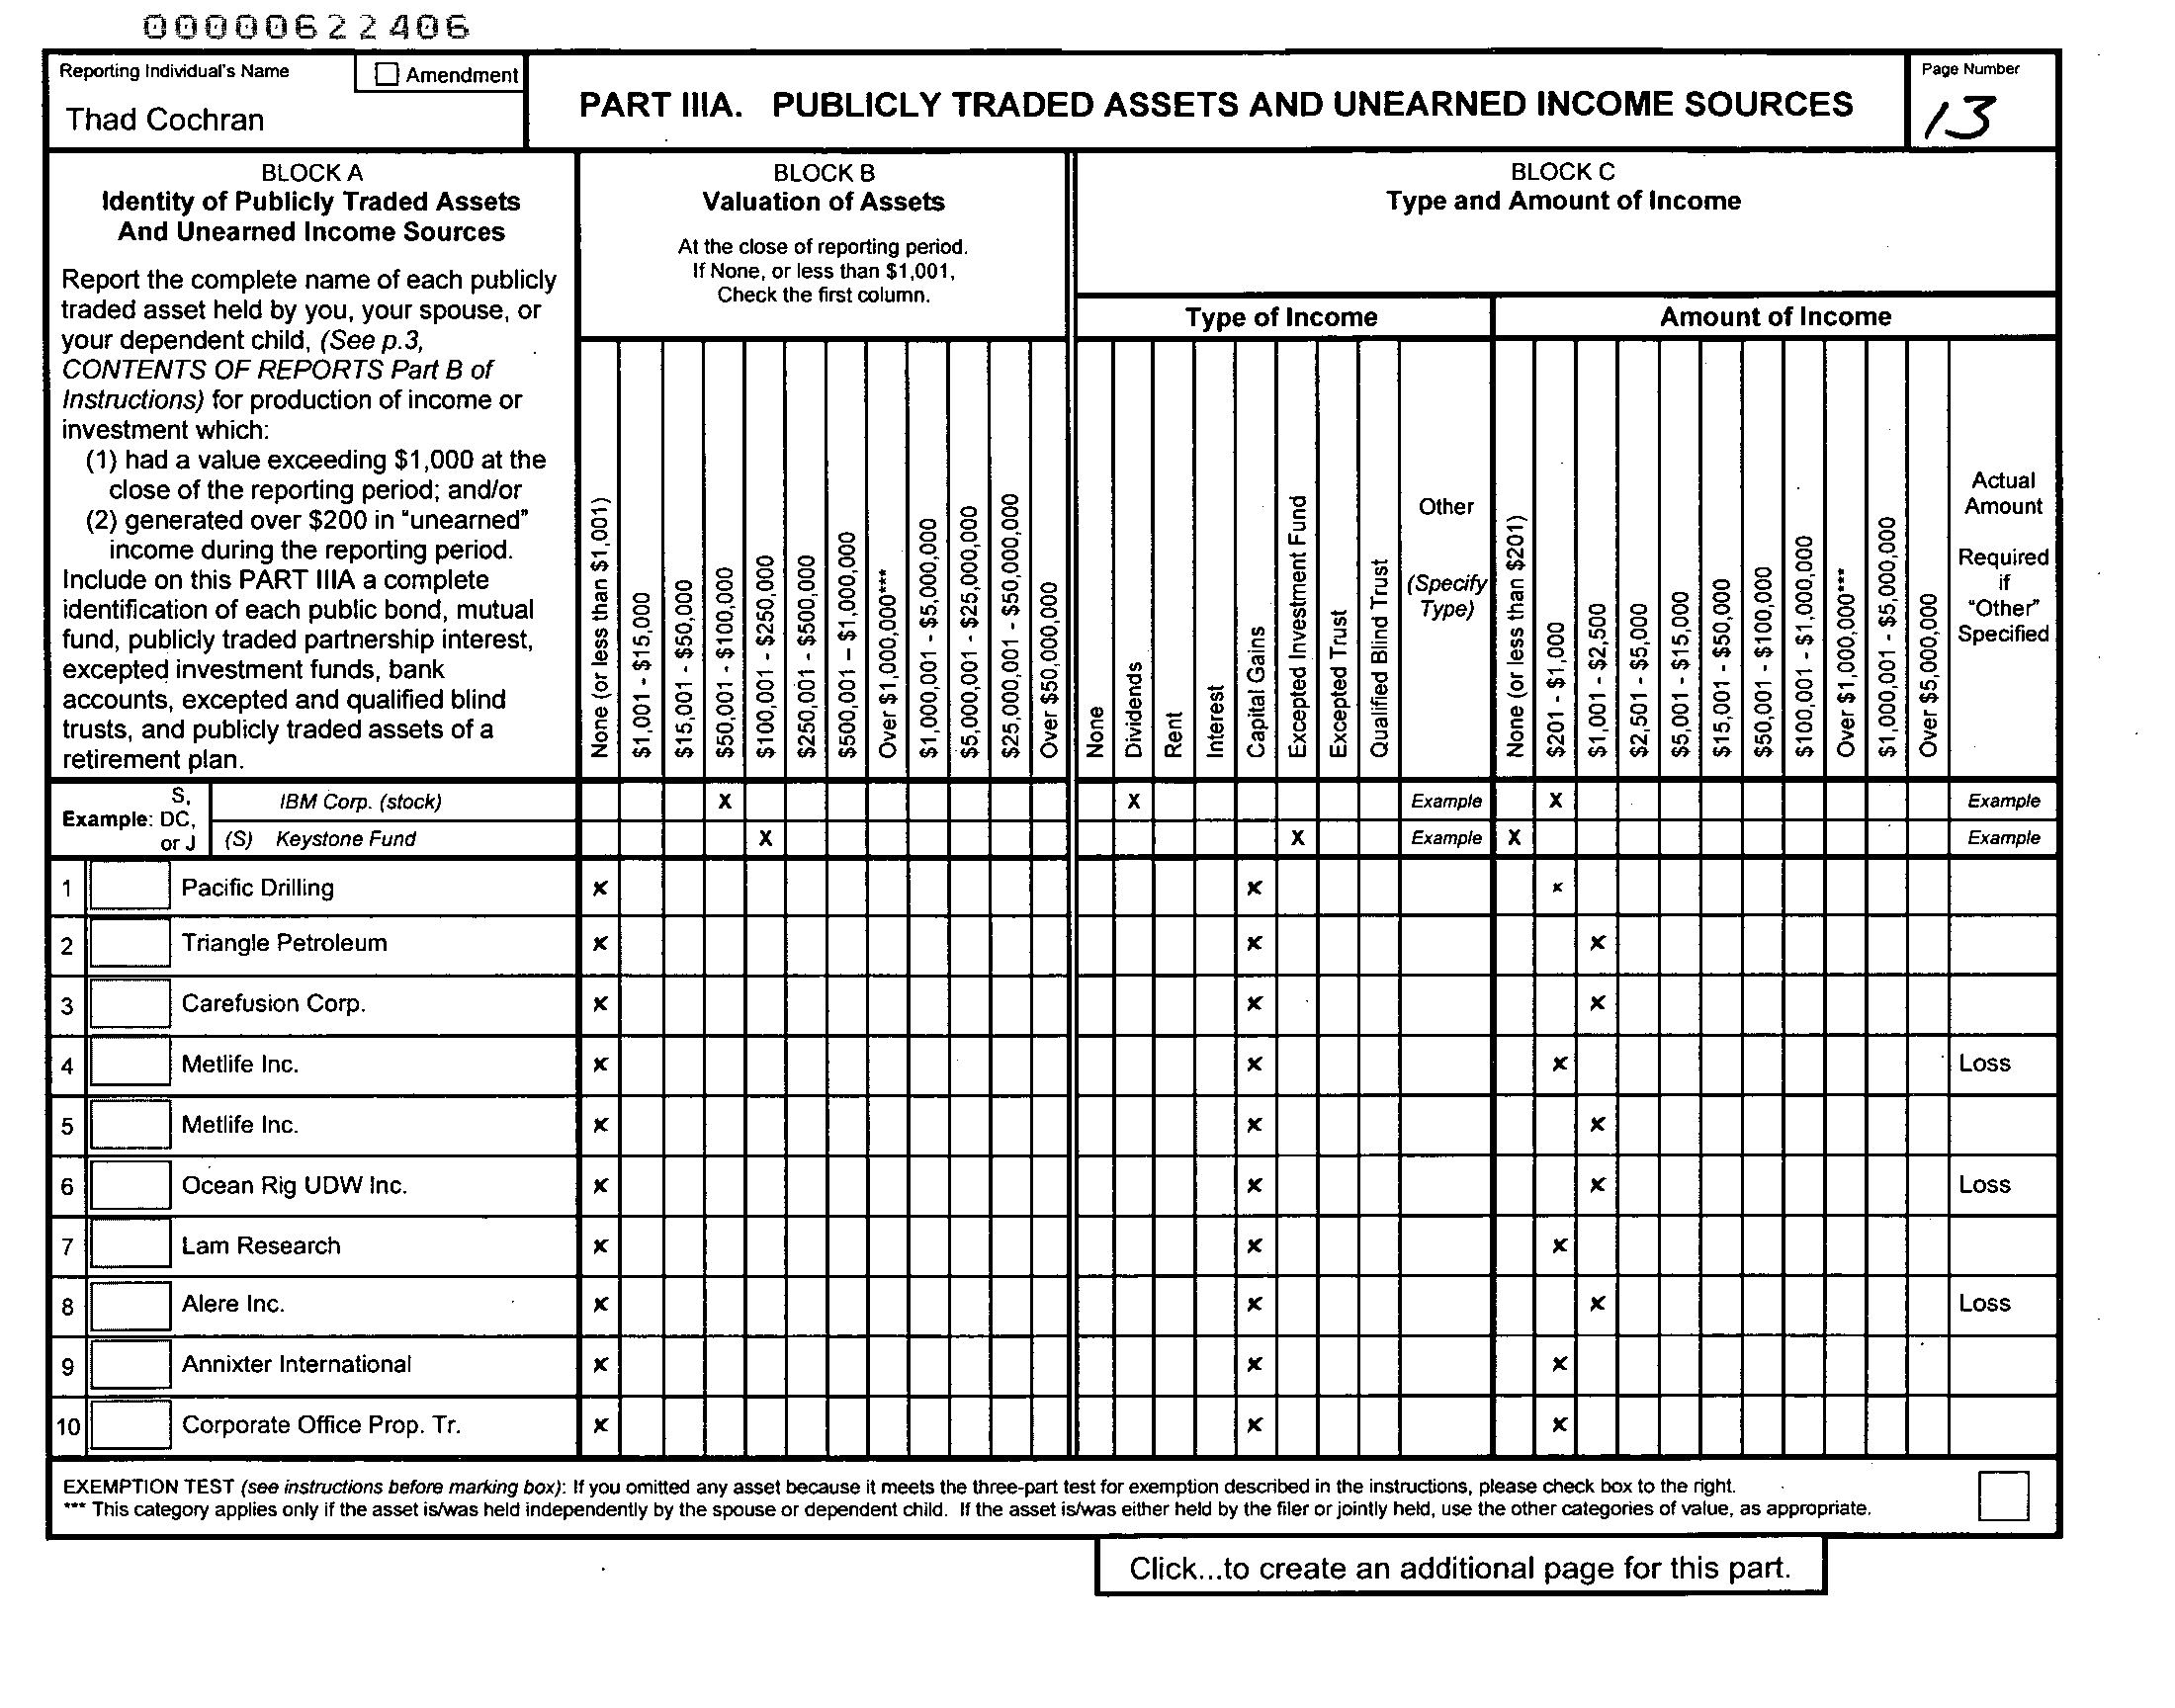 00000622406
Reporting Individual's Name
☐ Amendment
Thad Cochran
PART IIIA. PUBLICLY TRADED ASSETS AND UNEARNED INCOME SOURCES
Page Number
13
BLOCK A
Identity of Publicly Traded Assets
And Unearned Income Sources
Report the complete name of each publicly
traded asset held by you, your spouse, or
your dependent child, (See p.3,
CONTENTS OF REPORTS Part B of
Instructions) for production of income or
investment which:
(1) had a value exceeding $1,000 at the
close of the reporting period; and/or
(2) generated over $200 in "unearned"
income during the reporting period.
Include on this PART IIIA a complete
identification of each public bond, mutual
fund, publicly traded partnership interest,
excepted investment funds, bank
accounts, excepted and qualified blind
trusts, and publicly traded assets of a
retirement plan.
BLOCK B
Valuation of Assets
At the close of reporting period.
If None, or less than $1,001,
Check the first column.
None (or less than $1,001)
$1,001 - $15,000
$15,001 - $50,000
$50,001 - $100,000
$100,001 - $250,000
$250,001 - $500,000
$500,001 – $1,000,000
Over $1,000,000***
$1,000,001 - $5,000,000
$5,000,001 - $25,000,000
$25,000,001 - $50,000,000
Over $50,000,000
BLOCK C
Type and Amount of Income
Type of Income
None
Dividends
Rent
Interest
Capital Gains
Excepted Investment Fund
Excepted Trust
Qualified Blind Trust
Other
(Specify
Type)
Amount of Income
None (or less than $201)
$201 - $1,000
$1,001 - $2,500
$2,501 - $5,000
$5,001 - $15,000
$15,001 - $50,000
$50,001 - $100,000
$100,001 - $1,000,000
Over $1,000,000***
$1,000,001 - $5,000,000
Over $5,000,000
Actual
Amount
Required
if
"Other"
Specified
Example: S, DC, or J
IBM Corp. (stock) X X Example X Example
(S) Keystone Fund X X Example X Example
1 Pacific Drilling x x x
2 Triangle Petroleum x x x
3 Carefusion Corp. x x x
4 Metlife Inc. x x x Loss
5 Metlife Inc. x x x
6 Ocean Rig UDW Inc. x x x Loss
7 Lam Research x x x
8 Alere Inc. x x x Loss
9 Annixter International x x x
10 Corporate Office Prop. Tr. x x x
EXEMPTION TEST (see instructions before marking box): If you omitted any asset because it meets the three-part test for exemption described in the instructions, please check box to the right.
*** This category applies only if the asset is/was held independently by the spouse or dependent child. If the asset is/was either held by the filer or jointly held, use the other categories of value, as appropriate.
Click...to create an additional page for this part.